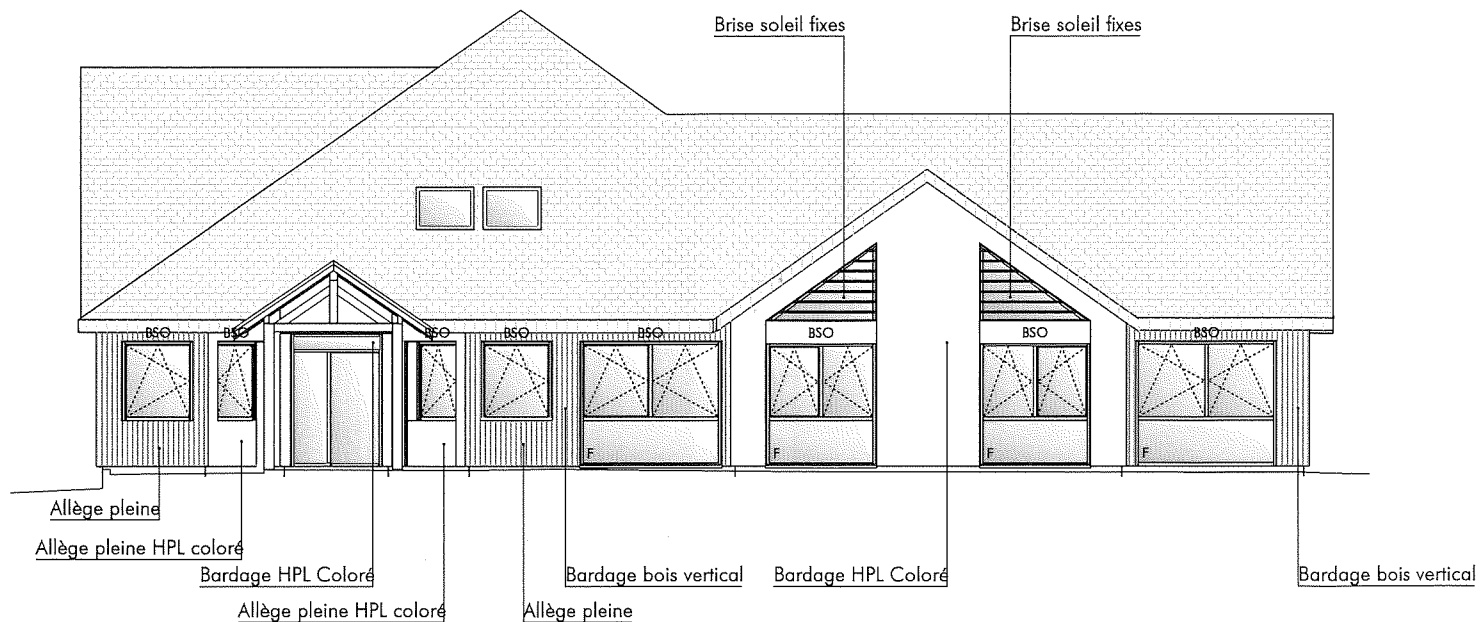 Brise soleil fixes
Brise soleil fixes
BSO
BSO
BSO
BSO
BSO
BSO
BSO
BSO
F
F
F
F
Allège pleine
Allège pleine HPL coloré
Bardage HPL Coloré
Bardage bois vertical
Bardage HPL Coloré
Bardage bois vertical
Allège pleine HPL coloré
Allège pleine